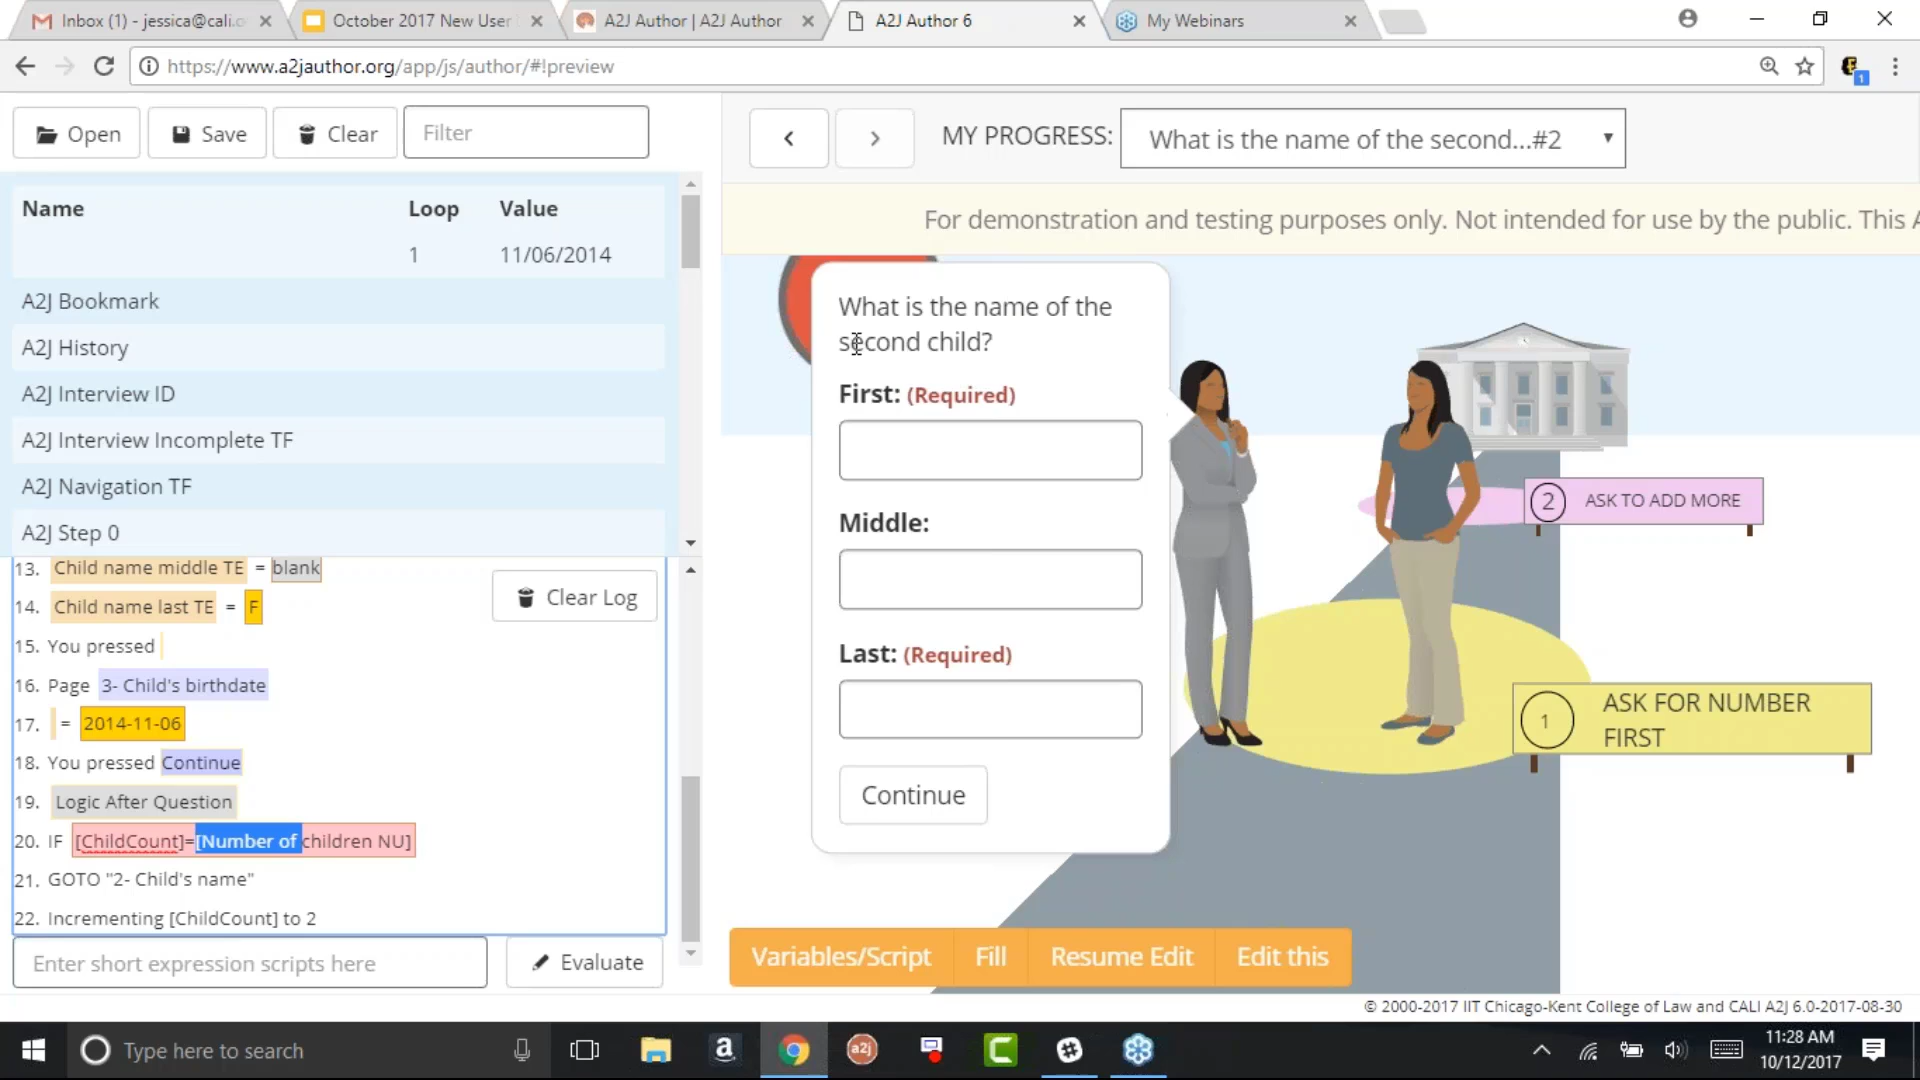 Inbox (1) - jessica@cali.o
October 2017 New User
A2J Author | A2J Author
A2J Author 6
My Webinars
https://www.a2jauthor.org/app/js/author/#!preview
1
Open
Save
Clear
Filter
MY PROGRESS:
What is the name of the second...#2
Name Loop Value
1 11/06/2014
A2J Bookmark
A2J History
A2J Interview ID
A2J Interview Incomplete TF
A2J Navigation TF
A2J Step 0
For demonstration and testing purposes only. Not intended for use by the public. This A
What is the name of the
second child?
First: (Required)
Middle:
Last: (Required)
Continue
2 ASK TO ADD MORE
1 ASK FOR NUMBER
FIRST
13. Child name middle TE = blank
Clear Log
14. Child name last TE = F
15. You pressed
16. Page 3- Child's birthdate
17. = 2014-11-06
18. You pressed Continue
19. Logic After Question
20. IF [ChildCount]=[Number of children NU]
21. GOTO "2- Child's name"
22. Incrementing [ChildCount] to 2
Enter short expression scripts here
Evaluate
Variables/Script
Fill
Resume Edit
Edit this
© 2000-2017 IIT Chicago-Kent College of Law and CALI A2J 6.0-2017-08-30
Type here to search
a
a2j
C
11:28 AM
10/12/2017